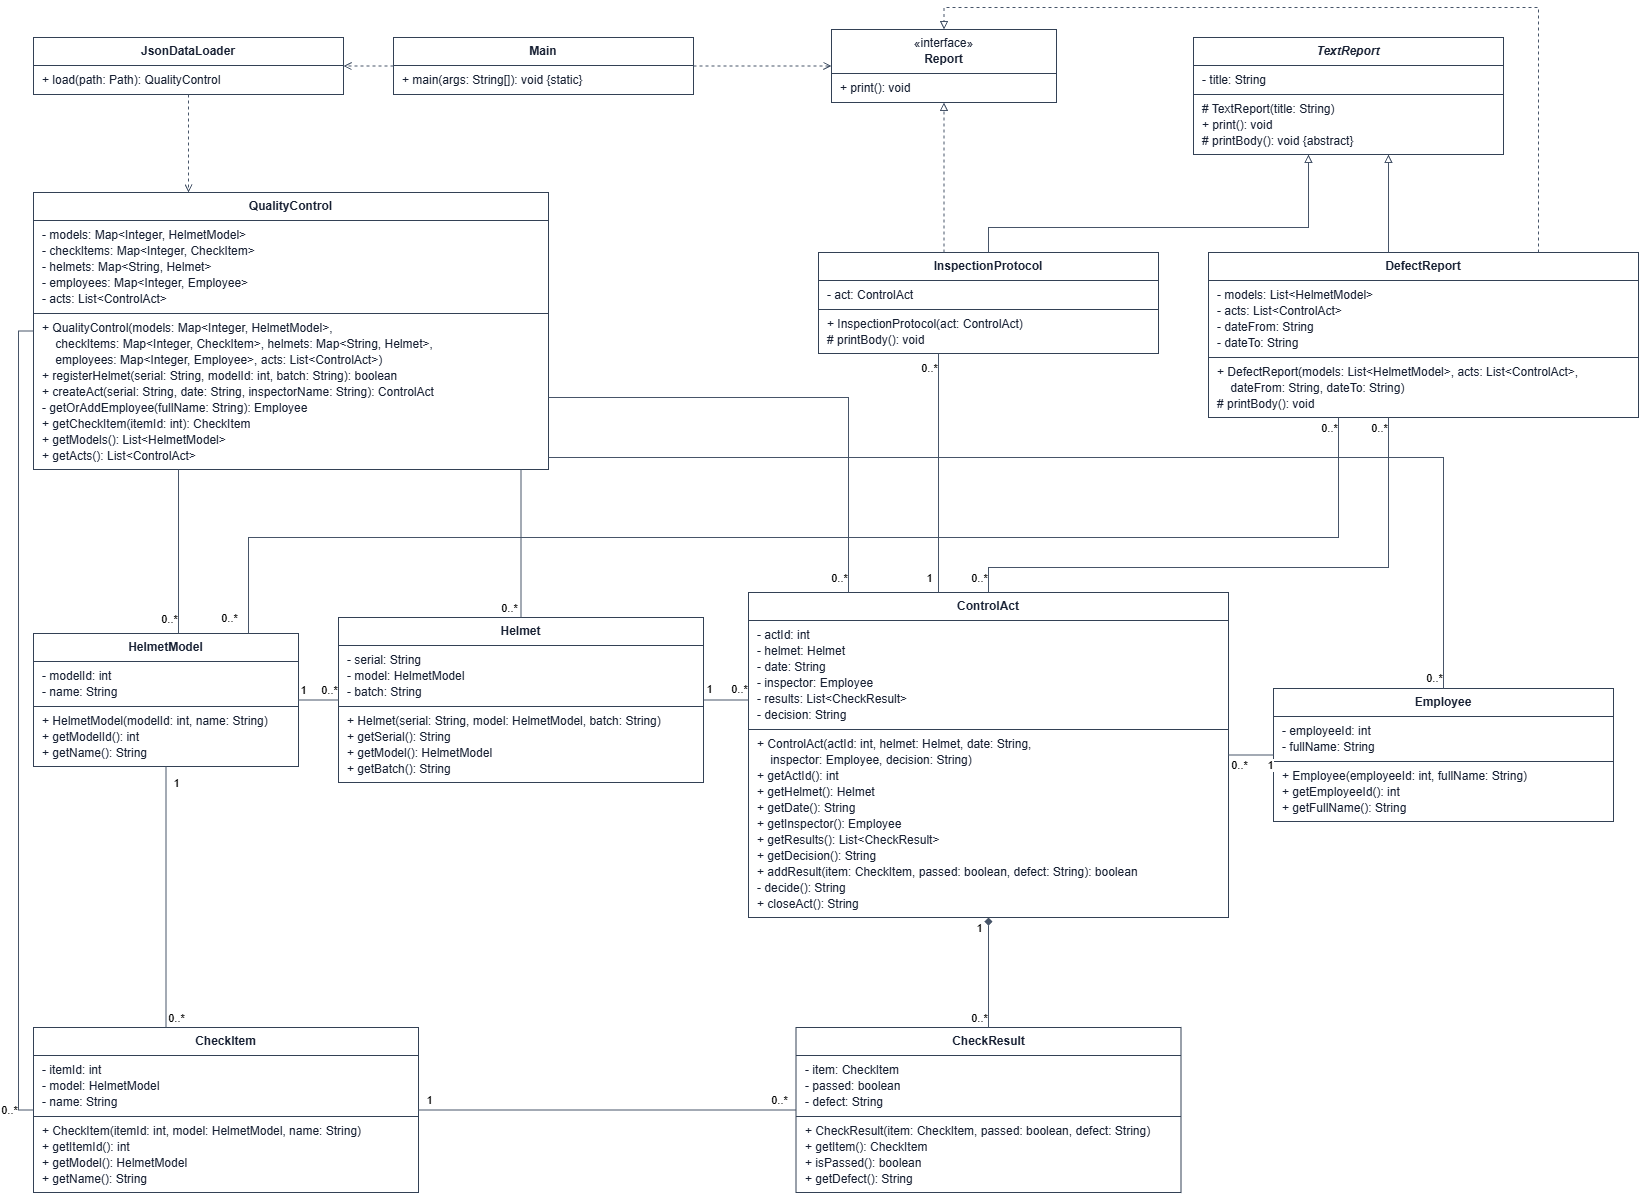 JsonDataLoader
+ load(path: Path): QualityControl
Main
+ main(args: String[]): void {static}
«interface»
Report
+ print(): void
TextReport
- title: String
# TextReport(title: String)
+ print(): void
# printBody(): void {abstract}
QualityControl
- models: Map<Integer, HelmetModel>
- checkItems: Map<Integer, CheckItem>
- helmets: Map<String, Helmet>
- employees: Map<Integer, Employee>
- acts: List<ControlAct>
+ QualityControl(models: Map<Integer, HelmetModel>,
checkItems: Map<Integer, CheckItem>, helmets: Map<String, Helmet>,
employees: Map<Integer, Employee>, acts: List<ControlAct>)
+ registerHelmet(serial: String, modelId: int, batch: String): boolean
+ createAct(serial: String, date: String, inspectorName: String): ControlAct
- getOrAddEmployee(fullName: String): Employee
+ getCheckItem(itemId: int): CheckItem
+ getModels(): List<HelmetModel>
+ getActs(): List<ControlAct>
InspectionProtocol
- act: ControlAct
+ InspectionProtocol(act: ControlAct)
# printBody(): void
0..*
DefectReport
- models: List<HelmetModel>
- acts: List<ControlAct>
- dateFrom: String
- dateTo: String
+ DefectReport(models: List<HelmetModel>, acts: List<ControlAct>,
dateFrom: String, dateTo: String)
# printBody(): void
0..*
0..*
0..*
0..*
0..*
0..*
1
0..*
0..*
HelmetModel
- modelId: int
- name: String
+ HelmetModel(modelId: int, name: String)
+ getModelId(): int
+ getName(): String
1
0..*
Helmet
- serial: String
- model: HelmetModel
- batch: String
+ Helmet(serial: String, model: HelmetModel, batch: String)
+ getSerial(): String
+ getModel(): HelmetModel
+ getBatch(): String
1
0..*
ControlAct
- actId: int
- helmet: Helmet
- date: String
- inspector: Employee
- results: List<CheckResult>
- decision: String
+ ControlAct(actId: int, helmet: Helmet, date: String,
inspector: Employee, decision: String)
+ getActId(): int
+ getHelmet(): Helmet
+ getDate(): String
+ getInspector(): Employee
+ getResults(): List<CheckResult>
+ getDecision(): String
+ addResult(item: CheckItem, passed: boolean, defect: String): boolean
- decide(): String
+ closeAct(): String
0..*
1
Employee
- employeeId: int
- fullName: String
+ Employee(employeeId: int, fullName: String)
+ getEmployeeId(): int
+ getFullName(): String
1
1
0..*
0..*
0..*
CheckItem
- itemId: int
- model: HelmetModel
- name: String
+ CheckItem(itemId: int, model: HelmetModel, name: String)
+ getItemId(): int
+ getModel(): HelmetModel
+ getName(): String
1
0..*
CheckResult
- item: CheckItem
- passed: boolean
- defect: String
+ CheckResult(item: CheckItem, passed: boolean, defect: String)
+ getItem(): CheckItem
+ isPassed(): boolean
+ getDefect(): String